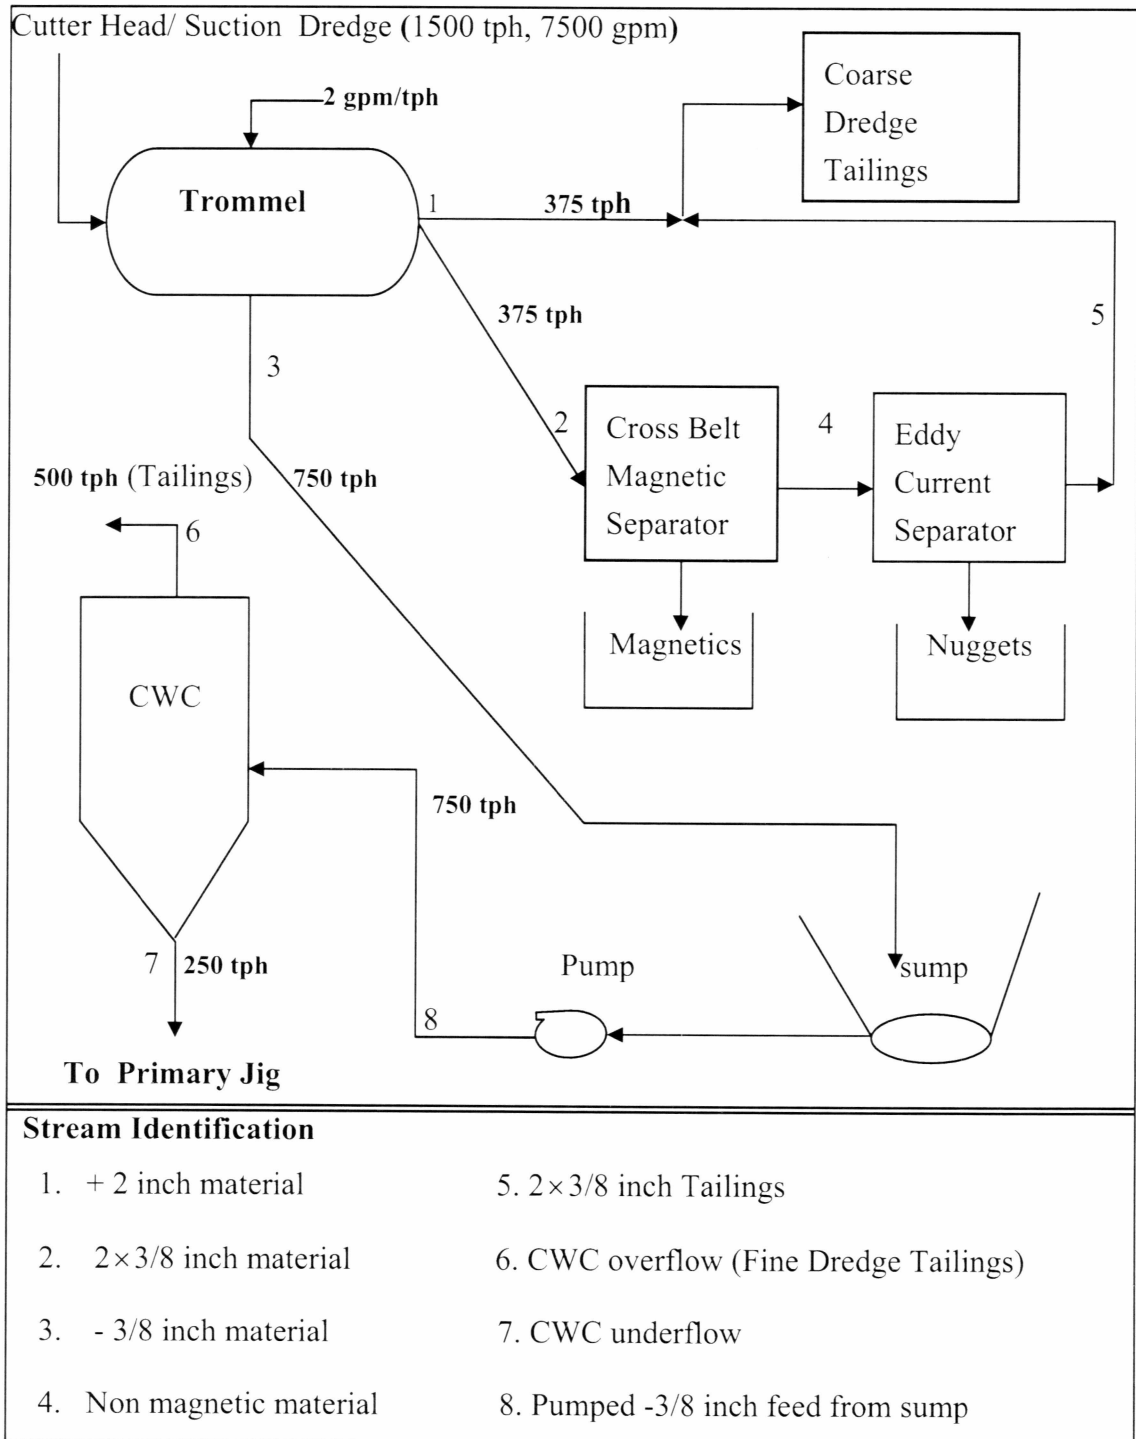 Cutter Head/ Suction Dredge (1500 tph, 7500 gpm)
2 gpm/tph
Coarse
Dredge
Tailings
Trommel
1
375 tph
375 tph
5
3
2
Cross Belt
Magnetic
Separator
4
Eddy
Current
Separator
500 tph (Tailings)
750 tph
6
Magnetics
Nuggets
CWC
750 tph
7
250 tph
Pump
sump
8
To Primary Jig
Stream Identification
1. + 2 inch material
5. 2×3/8 inch Tailings
2. 2×3/8 inch material
6. CWC overflow (Fine Dredge Tailings)
3. - 3/8 inch material
7. CWC underflow
4. Non magnetic material
8. Pumped -3/8 inch feed from sump